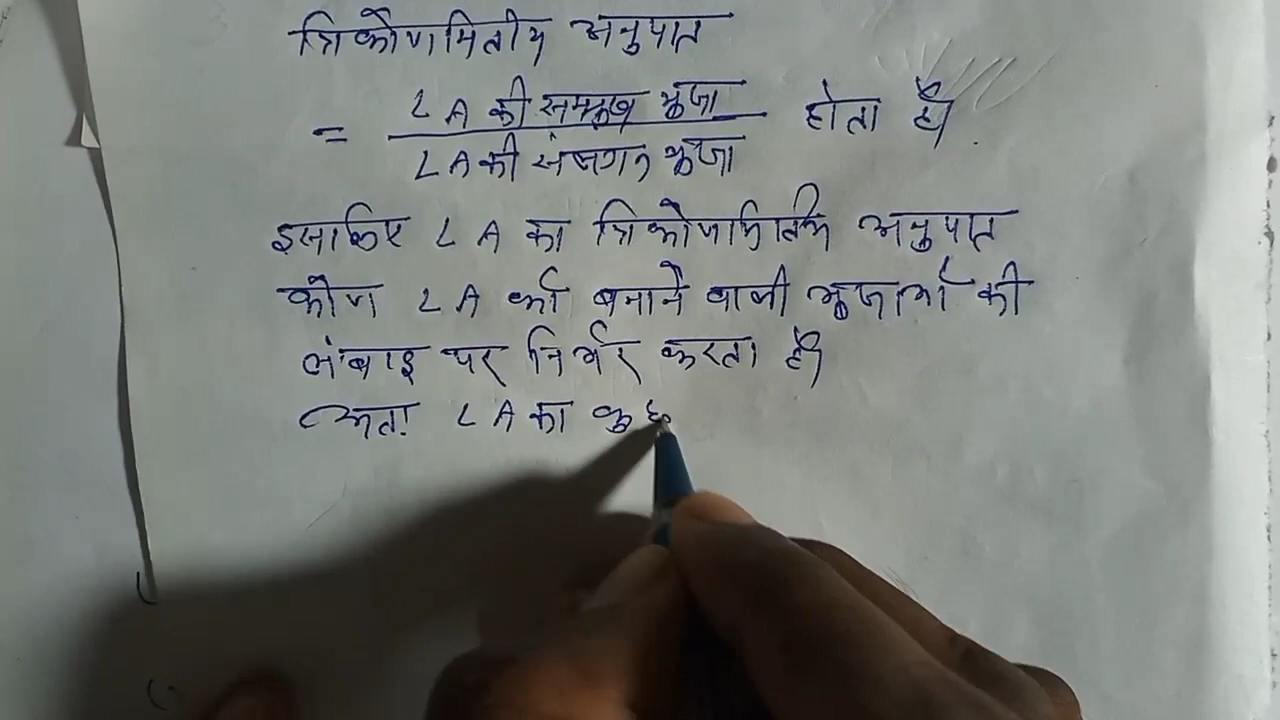 त्रिकोणमितीय अनुपात
= ∠A की सम्मुख भुजा / ∠A की संलग्न भुजा होता है।
इसलिए ∠A का त्रिकोणमितिय अनुपात
कोण ∠A को बनाने वाली भुजाओं की
लंबाइ पर निर्भर करता है।
अतः ∠A का कुछ